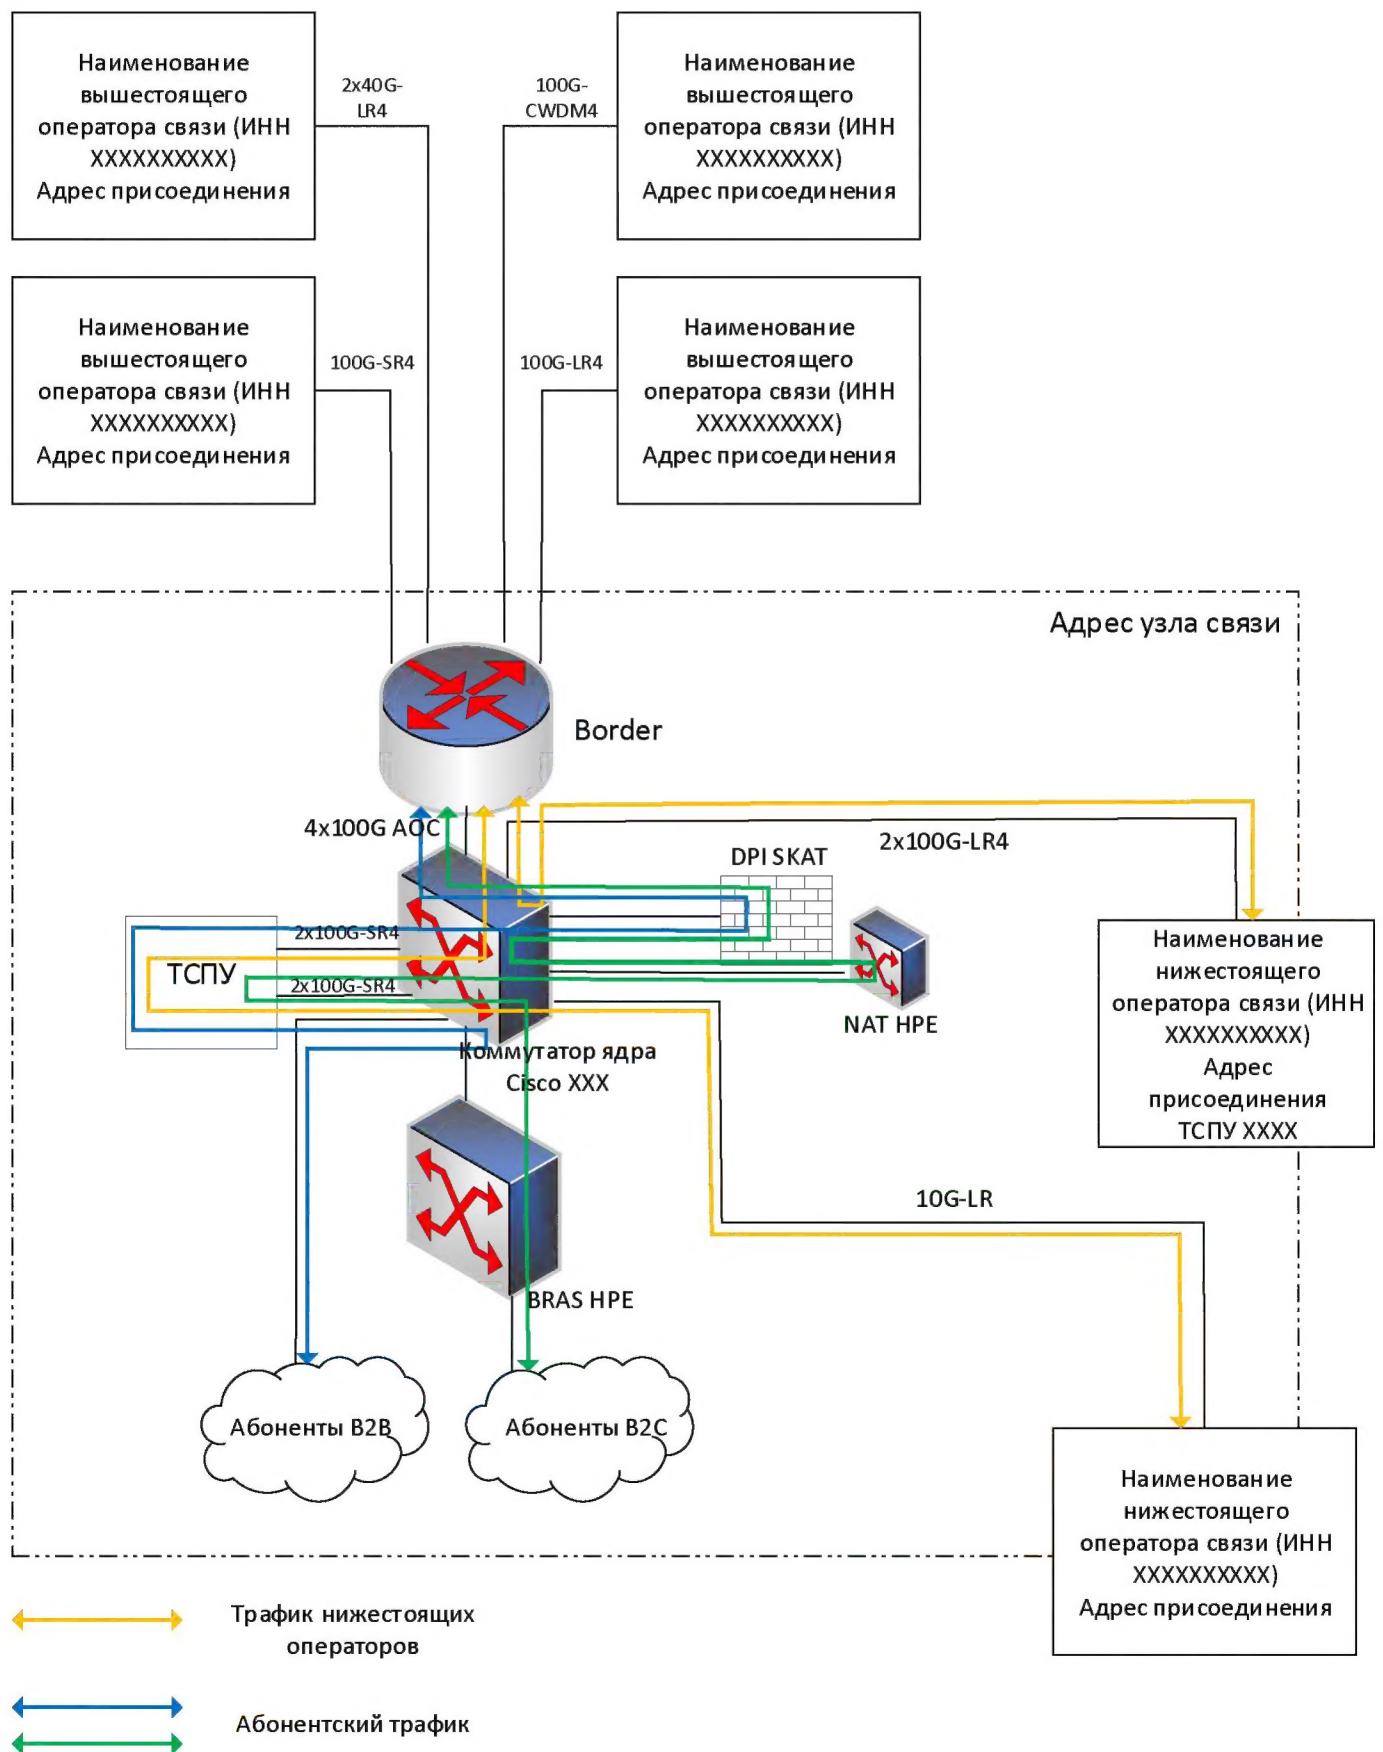 Наименование
вышестоящего
оператора связи (ИНН
XXXXXXXXXX)
Адрес присоединения
2x40G-
LR4
100G-
CWDM4
Наименование
вышестоящего
оператора связи (ИНН
XXXXXXXXXX)
Адрес присоединения
Наименование
вышестоящего
оператора связи (ИНН
XXXXXXXXXX)
Адрес присоединения
100G-SR4
100G-LR4
Наименование
вышестоящего
оператора связи (ИНН
XXXXXXXXXX)
Адрес присоединения
Адрес узла связи
Border
4x100G AOC
2x100G-LR4
DPI SKAT
2x100G-SR4
ТСПУ
2x100G-SR4
NAT HPE
Коммутатор ядра
Cisco XXX
Наименование
нижестоящего
оператора связи (ИНН
XXXXXXXXXX)
Адрес
присоединения
ТСПУ XXXX
10G-LR
BRAS HPE
Абоненты B2B
Абоненты B2C
Наименование
нижестоящего
оператора связи (ИНН
XXXXXXXXXX)
Адрес присоединения
Трафик нижестоящих
операторов
Абонентский трафик